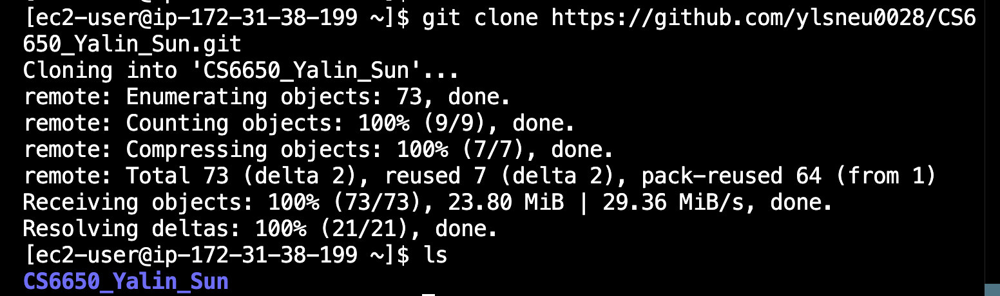 [ec2-user@ip-172-31-38-199 ~]$ git clone https://github.com/ylsneu0028/CS6
650_Yalin_Sun.git
Cloning into 'CS6650_Yalin_Sun'...
remote: Enumerating objects: 73, done.
remote: Counting objects: 100% (9/9), done.
remote: Compressing objects: 100% (7/7), done.
remote: Total 73 (delta 2), reused 7 (delta 2), pack-reused 64 (from 1)
Receiving objects: 100% (73/73), 23.80 MiB | 29.36 MiB/s, done.
Resolving deltas: 100% (21/21), done.
[ec2-user@ip-172-31-38-199 ~]$ ls
CS6650_Yalin_Sun